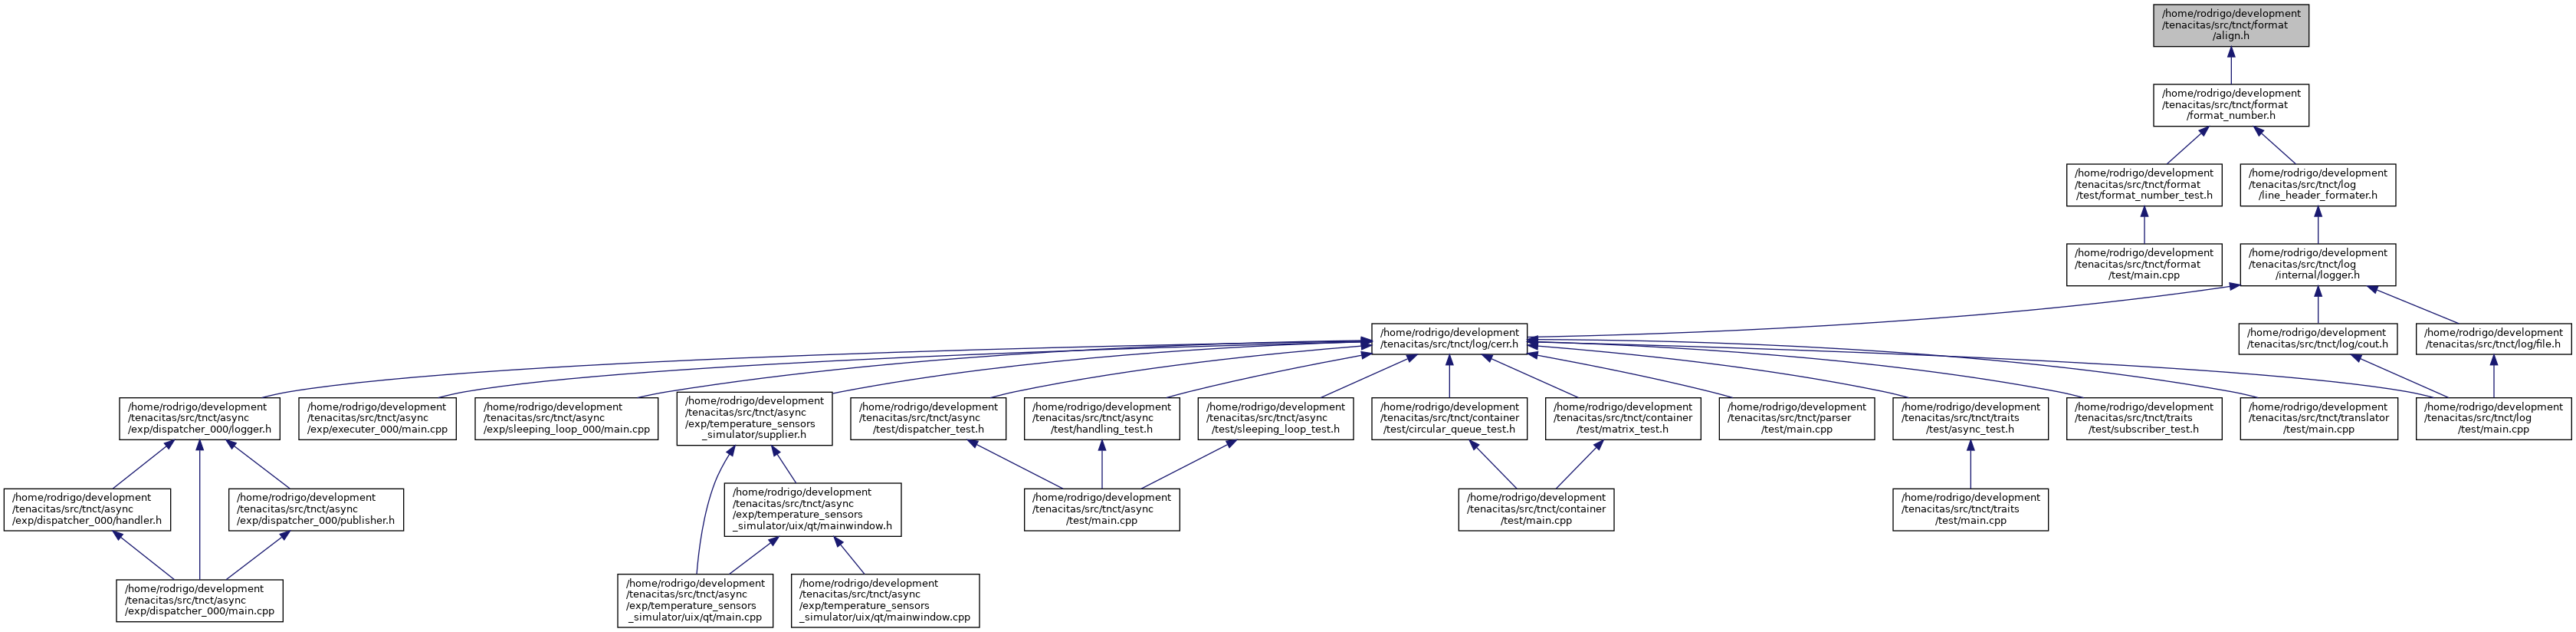 /home/rodrigo/development
/tenacitas/src/tnct/format
/align.h
/home/rodrigo/development
/tenacitas/src/tnct/format
/format_number.h
/home/rodrigo/development
/tenacitas/src/tnct/format
/test/format_number_test.h
/home/rodrigo/development
/tenacitas/src/tnct/log
/line_header_formater.h
/home/rodrigo/development
/tenacitas/src/tnct/format
/test/main.cpp
/home/rodrigo/development
/tenacitas/src/tnct/log
/internal/logger.h
/home/rodrigo/development
/tenacitas/src/tnct/log/cerr.h
/home/rodrigo/development
/tenacitas/src/tnct/log/cout.h
/home/rodrigo/development
/tenacitas/src/tnct/log/file.h
/home/rodrigo/development
/tenacitas/src/tnct/async
/exp/dispatcher_000/logger.h
/home/rodrigo/development
/tenacitas/src/tnct/async
/exp/executer_000/main.cpp
/home/rodrigo/development
/tenacitas/src/tnct/async
/exp/sleeping_loop_000/main.cpp
/home/rodrigo/development
/tenacitas/src/tnct/async
/exp/temperature_sensors
_simulator/supplier.h
/home/rodrigo/development
/tenacitas/src/tnct/async
/test/dispatcher_test.h
/home/rodrigo/development
/tenacitas/src/tnct/async
/test/handling_test.h
/home/rodrigo/development
/tenacitas/src/tnct/async
/test/sleeping_loop_test.h
/home/rodrigo/development
/tenacitas/src/tnct/container
/test/circular_queue_test.h
/home/rodrigo/development
/tenacitas/src/tnct/container
/test/matrix_test.h
/home/rodrigo/development
/tenacitas/src/tnct/parser
/test/main.cpp
/home/rodrigo/development
/tenacitas/src/tnct/traits
/test/async_test.h
/home/rodrigo/development
/tenacitas/src/tnct/traits
/test/subscriber_test.h
/home/rodrigo/development
/tenacitas/src/tnct/translator
/test/main.cpp
/home/rodrigo/development
/tenacitas/src/tnct/log
/test/main.cpp
/home/rodrigo/development
/tenacitas/src/tnct/async
/exp/dispatcher_000/handler.h
/home/rodrigo/development
/tenacitas/src/tnct/async
/exp/dispatcher_000/publisher.h
/home/rodrigo/development
/tenacitas/src/tnct/async
/exp/temperature_sensors
_simulator/uix/qt/mainwindow.h
/home/rodrigo/development
/tenacitas/src/tnct/async
/test/main.cpp
/home/rodrigo/development
/tenacitas/src/tnct/container
/test/main.cpp
/home/rodrigo/development
/tenacitas/src/tnct/traits
/test/main.cpp
/home/rodrigo/development
/tenacitas/src/tnct/async
/exp/dispatcher_000/main.cpp
/home/rodrigo/development
/tenacitas/src/tnct/async
/exp/temperature_sensors
_simulator/uix/qt/main.cpp
/home/rodrigo/development
/tenacitas/src/tnct/async
/exp/temperature_sensors
_simulator/uix/qt/mainwindow.cpp